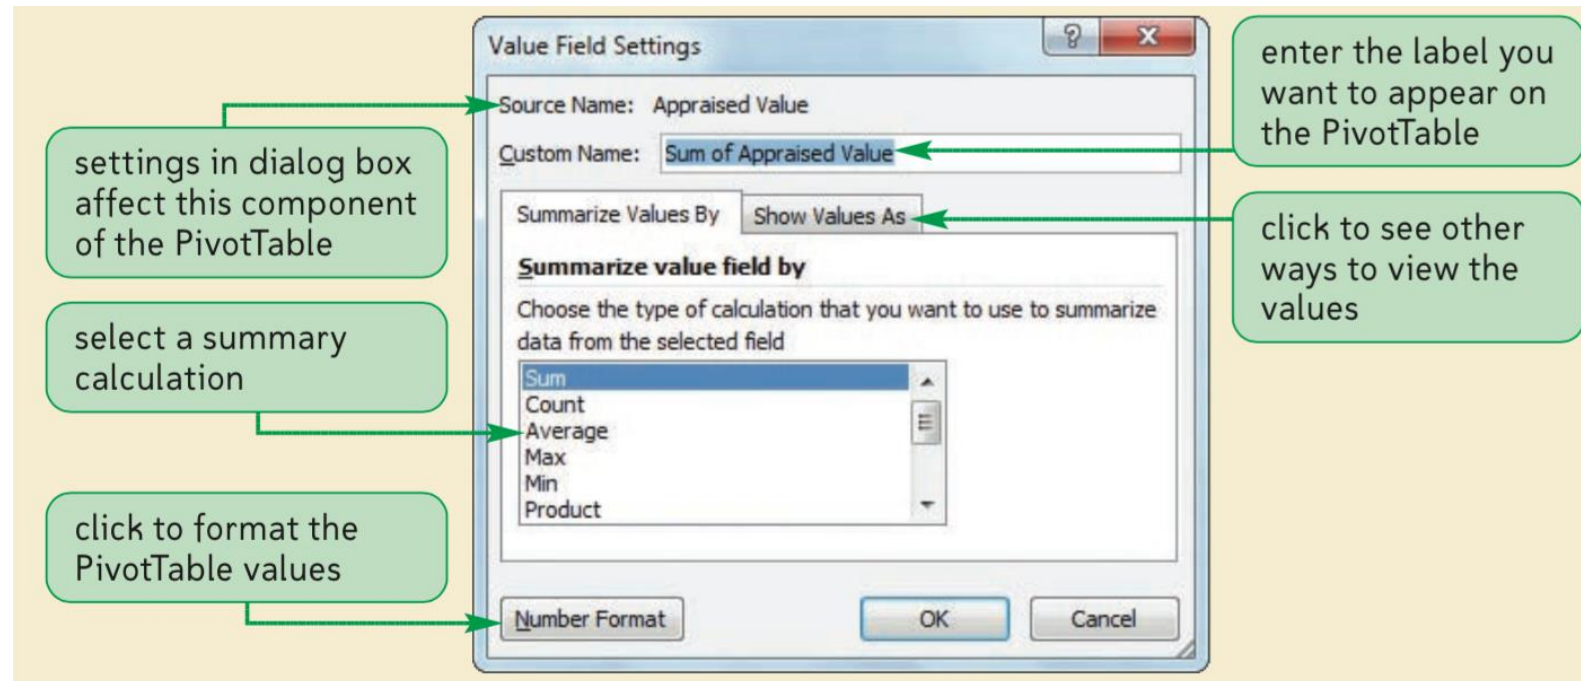 Value Field Settings
Source Name: Appraised Value
Custom Name: Sum of Appraised Value
Summarize Values By Show Values As
Summarize value field by
Choose the type of calculation that you want to use to summarize
data from the selected field
Sum
Count
Average
Max
Min
Product
Number Format OK Cancel
settings in dialog box
affect this component
of the PivotTable
select a summary
calculation
click to format the
PivotTable values
enter the label you
want to appear on
the PivotTable
click to see other
ways to view the
values